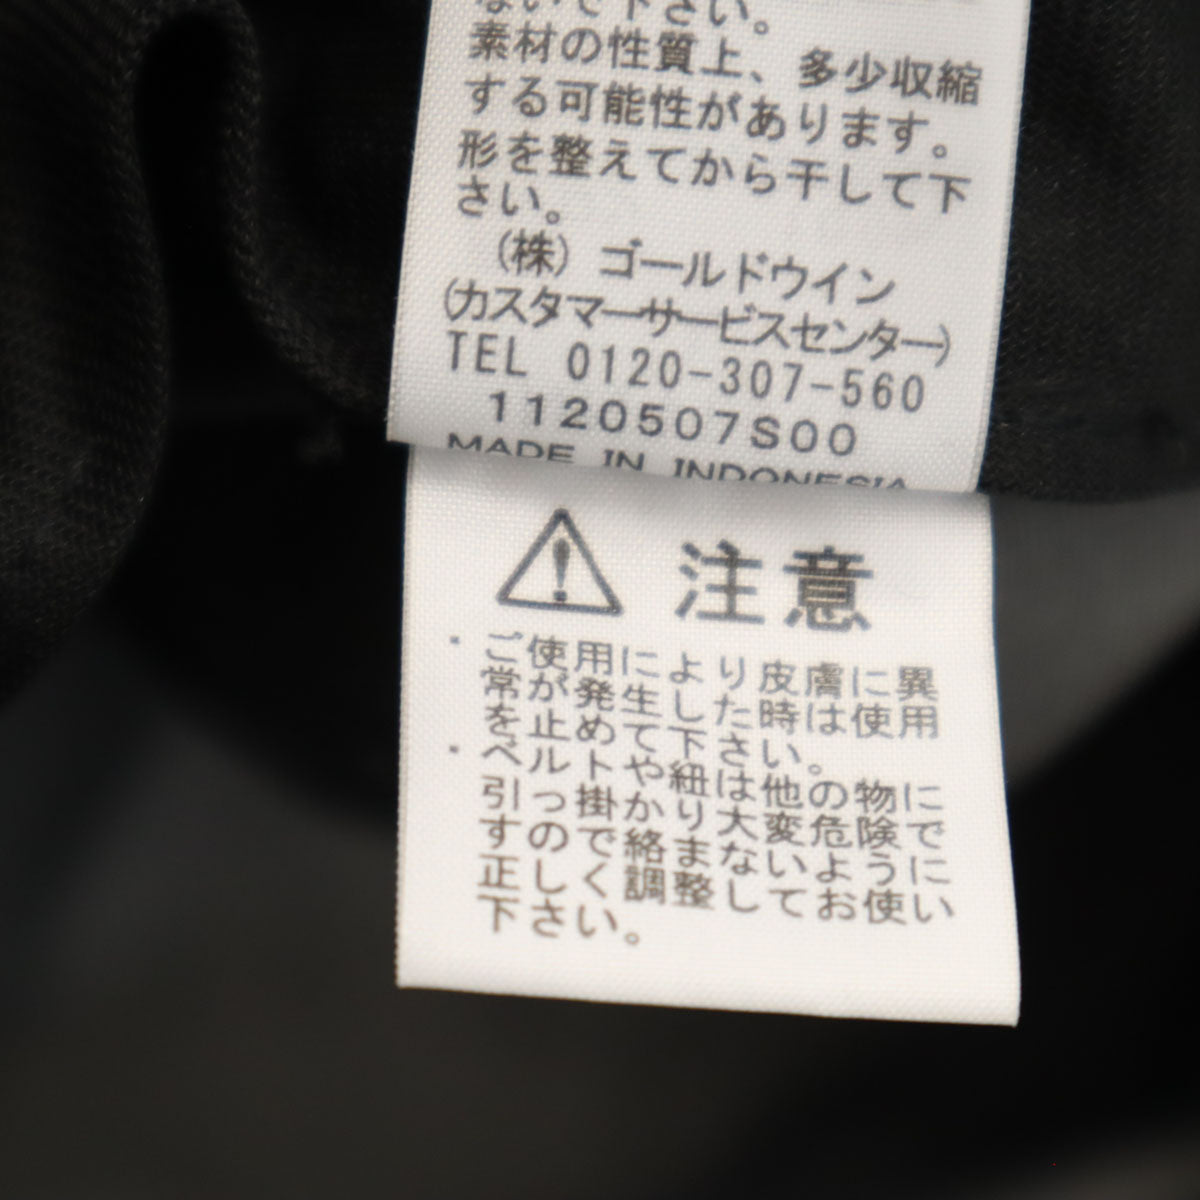 ないで下さい。
素材の性質上、多少収縮
する可能性があります。
形を整えてから干して下
さい。
(株) ゴールドウイン
(カスタマーサービスセンター)
TEL 0120-307-560
1120507S00
MADE IN INDONESIA
注意
・ご使用により皮膚に異
常が発生した時は使用
を止めて下さい。
・ベルトや紐は他の物に
引っ掛かり大変危険で
すので絡まないように
正しく調整してお使い
下さい。